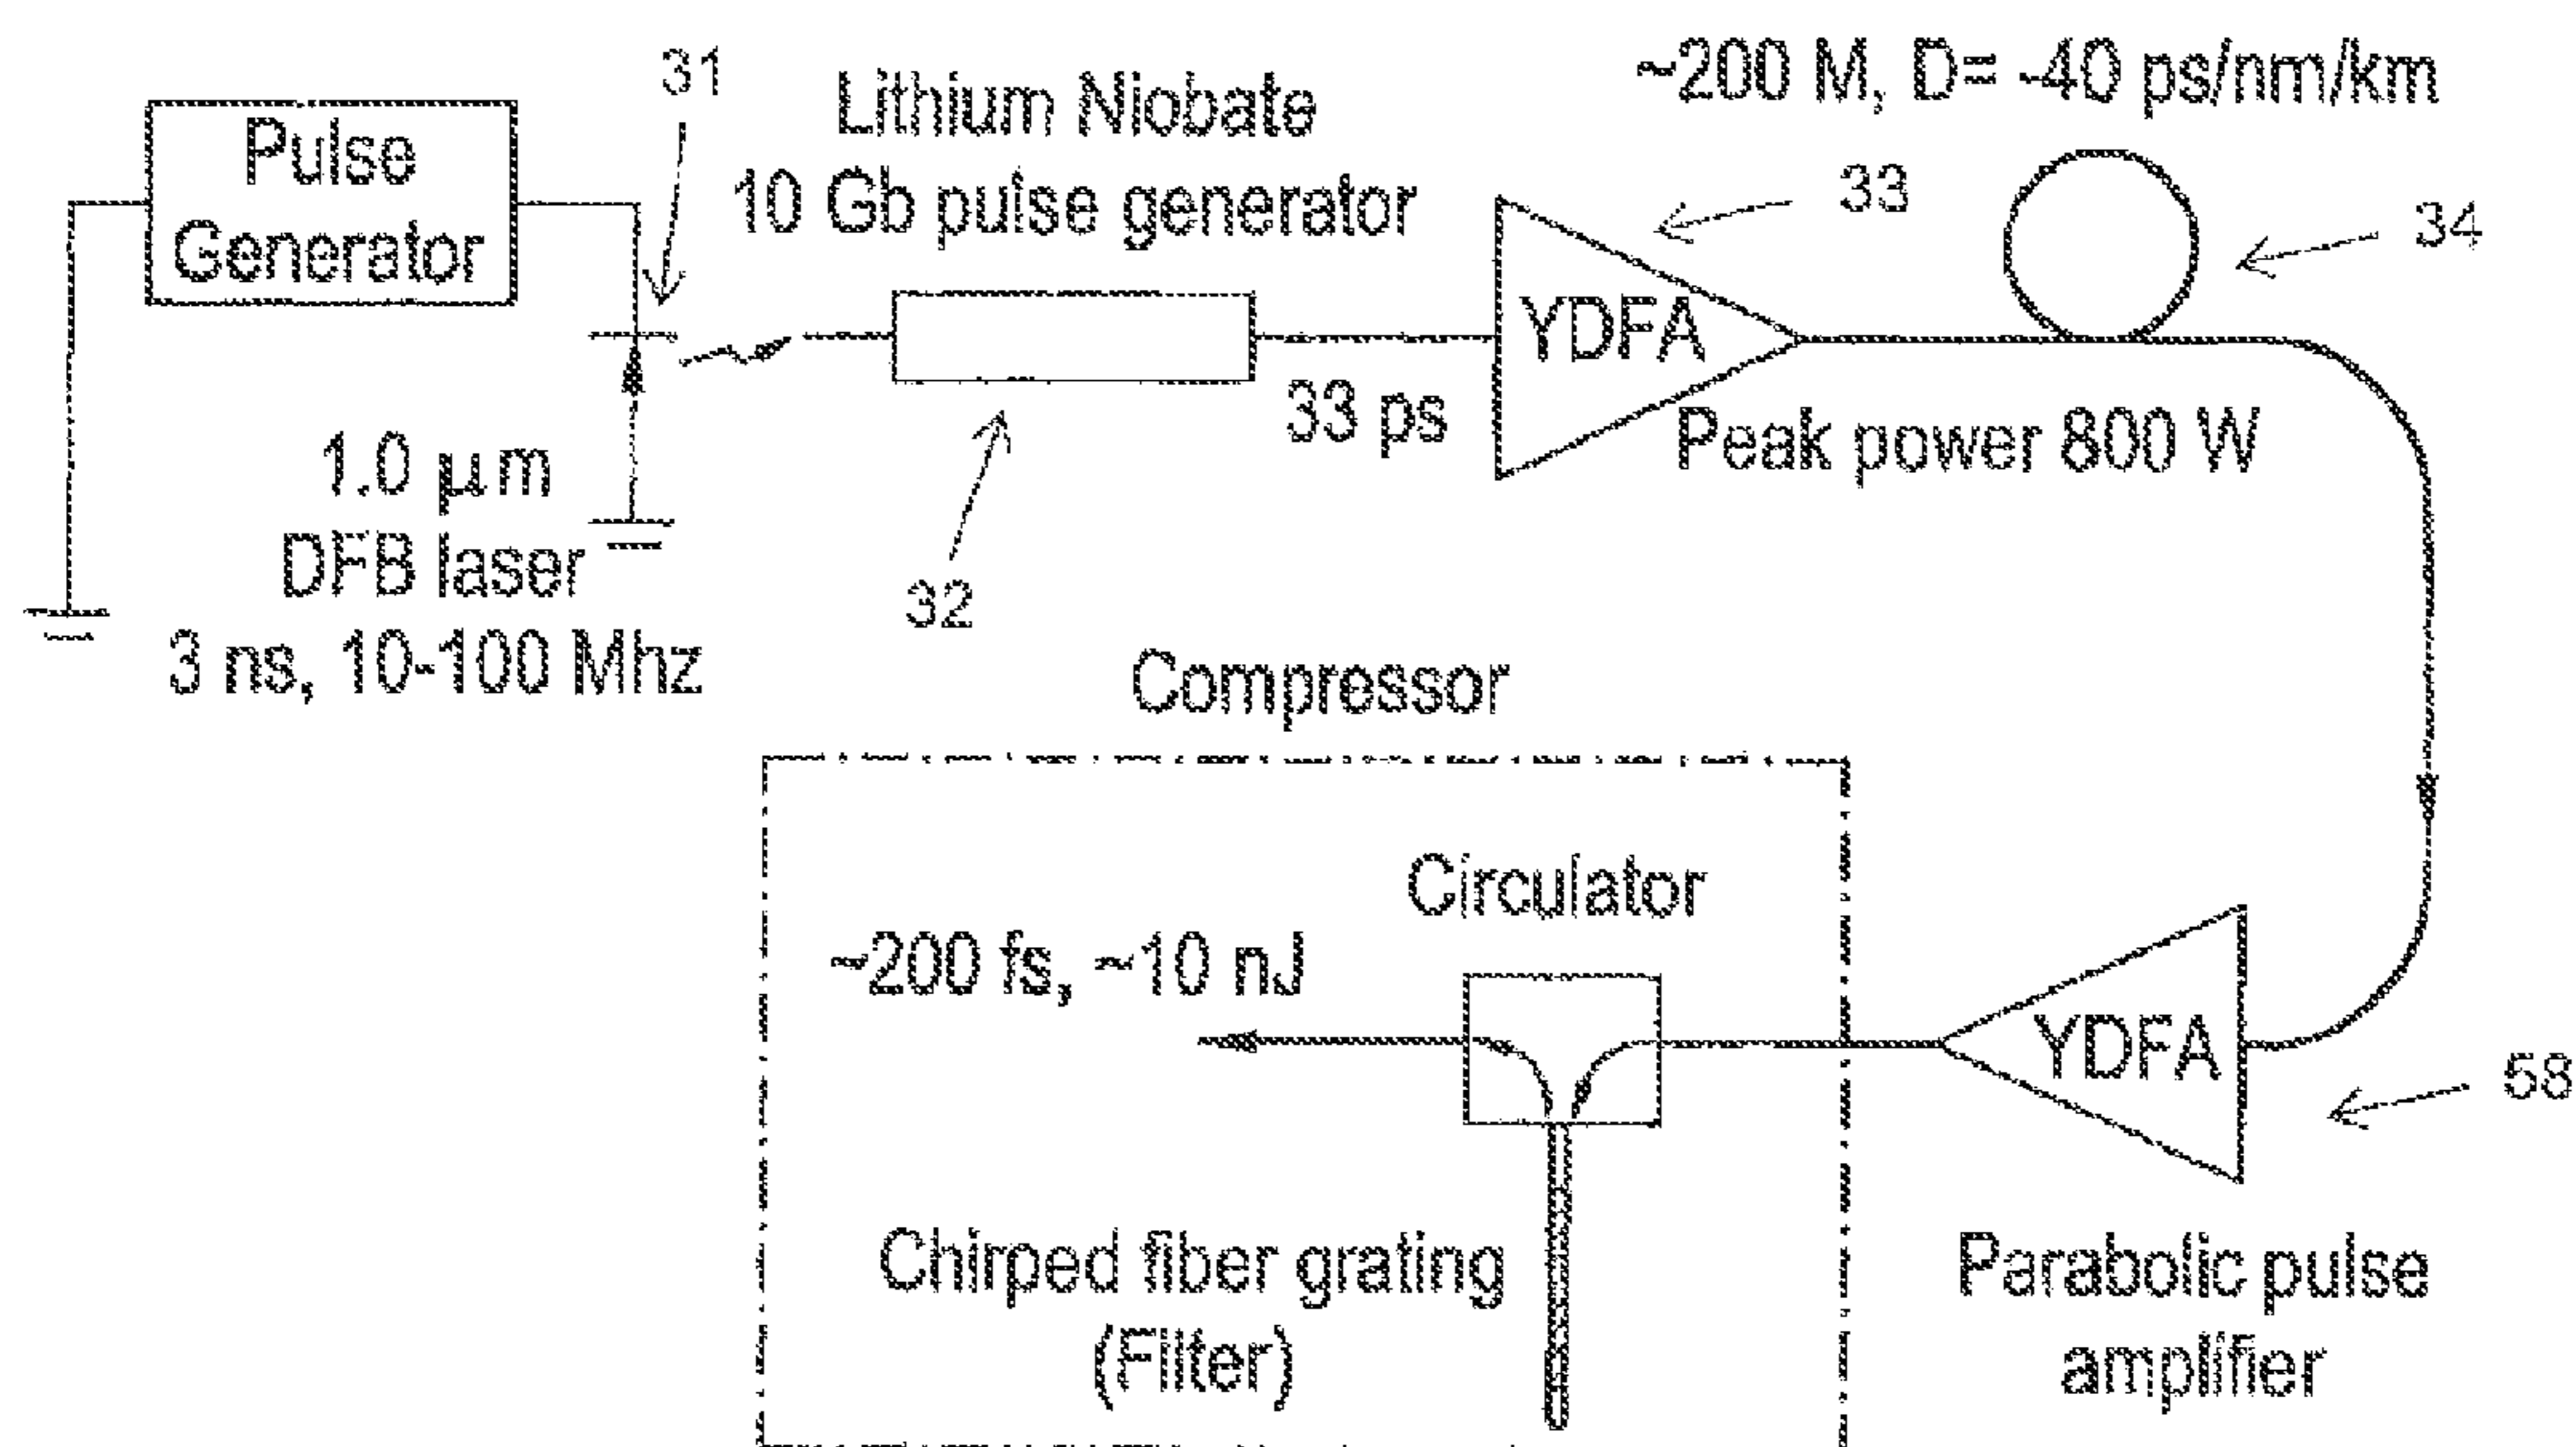 31
Pulse
Generator
Lithium Niobate
10 Gb pulse generator
~200 M, D= -40 ps/nm/km
33
34
YDFA
33 ps
Peak power 800 W
1.0 µm
DFB laser
3 ns, 10-100 Mhz
32
Compressor
Circulator
~200 fs, ~10 nJ
YDFA
58
Chirped fiber grating
(Filter)
Parabolic pulse
amplifier